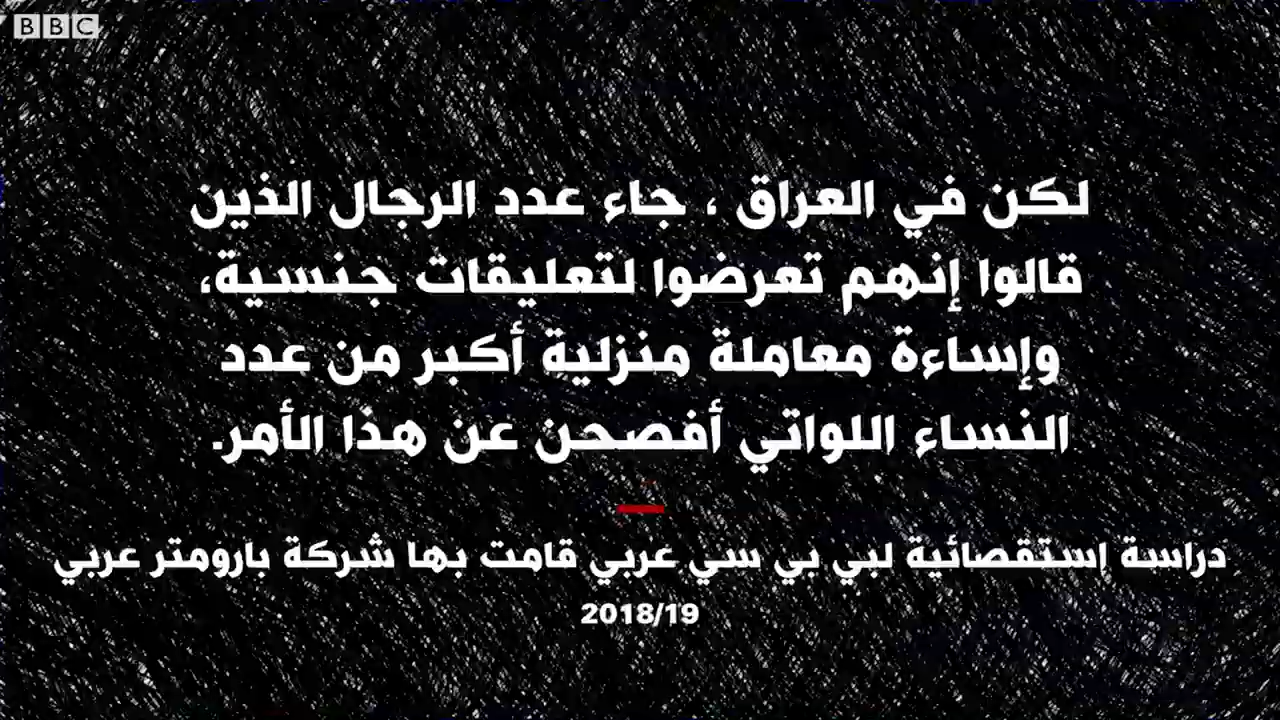 BBC
لكن في العراق ، جاء عدد الرجال الذين
قالوا إنهم تعرضوا لتعليقات جنسية،
وإساءة معاملة منزلية أكبر من عدد
النساء اللواتي أفصحن عن هذا الأمر.
دراسة إستقصائية لبي بي سي عربي قامت بها شركة بارومتر عربي
2018/19